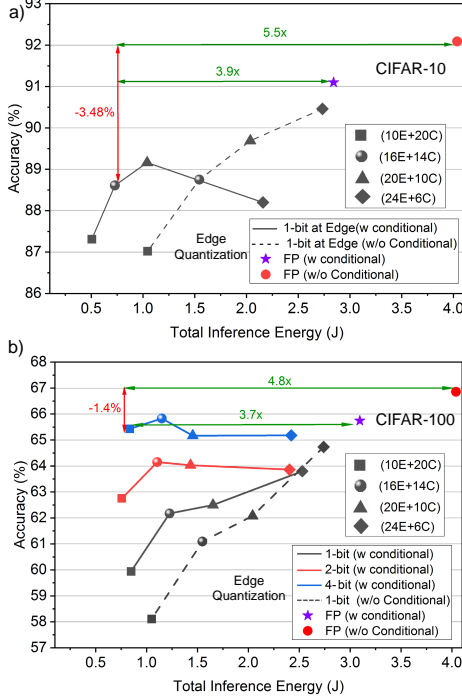 a)
93
92
91
90
89
88
87
86
Accuracy (%)
5.5x
3.9x
-3.48%
CIFAR-10
(10E+20C)
(16E+14C)
(20E+10C)
(24E+6C)
Edge
Quantization
1-bit at Edge(w conditional)
1-bit at Edge (w/o Conditional)
FP (w conditional)
FP (w/o Conditional)
0.5 1.0 1.5 2.0 2.5 3.0 3.5 4.0
Total Inference Energy (J)
b)
68
67
66
65
64
63
62
61
60
59
58
57
Accuracy (%)
4.8x
-1.4%
3.7x
CIFAR-100
(10E+20C)
(16E+14C)
(20E+10C)
(24E+6C)
Edge
Quantization
1-bit (w conditional)
2-bit (w conditional)
4-bit (w conditional)
1-bit (w/o Conditional)
FP (w conditional)
FP (w/o Conditional)
0.5 1.0 1.5 2.0 2.5 3.0 3.5 4.0
Total Inference Energy (J)